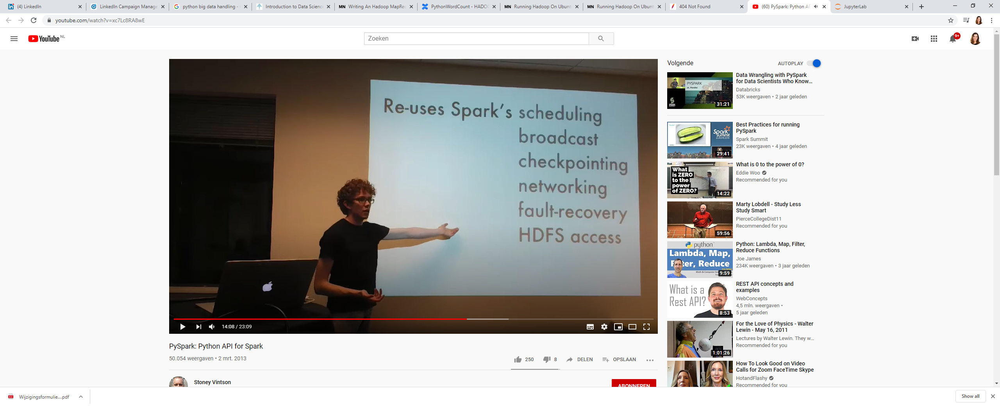 (4) LinkedIn
LinkedIn Campaign Manage
python big data handling -
Introduction to Data Science
Writing An Hadoop MapRec
PythonWordCount - HADOO
Running Hadoop On Ubunt
Running Hadoop On Ubunt
404 Not Found
(60) PySpark: Python AP
JupyterLab
youtube.com/watch?v=xc7Lc8RA8wE
YouTube NL
Zoeken
9+
Re-uses Spark's scheduling
broadcast
checkpointing
networking
fault-recovery
HDFS access
14:08 / 23:09
PySpark: Python API for Spark
50.054 weergaven • 2 mrt. 2013
250
8
DELEN
OPSLAAN
Stoney Vintson
ABONNEREN
Volgende
AUTOPLAY
PYSPARK
vs. Pandas
SPARK SUMMIT
31:21
Data Wrangling with PySpark
for Data Scientists Who Know...
Databricks
53K weergaven • 2 jaar geleden
Spark
Summit
EUROPE 2015
29:41
Best Practices for running
PySpark
Spark Summit
23K weergaven • 4 jaar geleden
What
is ZERO
to the
power
of ZERO?
14:22
What is 0 to the power of 0?
Eddie Woo
Recommended for you
59:56
Marty Lobdell - Study Less
Study Smart
PierceCollegeDist11
Recommended for you
python
Lambda, Map,
Filter, Reduce
Joe James
9:59
Python: Lambda, Map, Filter,
Reduce Functions
Joe James
234K weergaven • 3 jaar geleden
What is a
Rest API?
8:53
REST API concepts and
examples
WebConcepts
4,5 mln. weergaven •
5 jaar geleden
1:01:26
For the Love of Physics - Walter
Lewin - May 16, 2011
Lectures by Walter Lewin. They w...
Recommended for you
How To Look Good on Video
Calls for Zoom FaceTime Skype
HotandFlashy
Recommended for you
Wijzigingsformulie....pdf
Show all